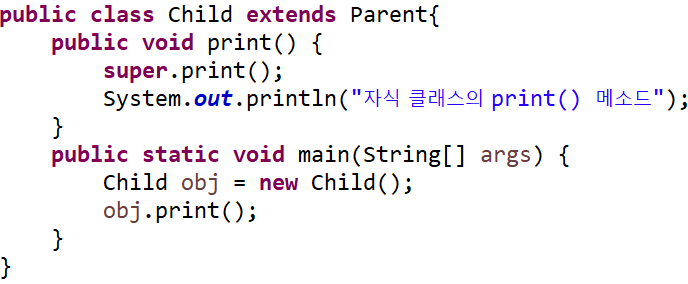 public class Child extends Parent{
    public void print() {
        super.print();
        System.out.println("자식 클래스의 print() 메소드");
    }
    public static void main(String[] args) {
        Child obj = new Child();
        obj.print();
    }
}